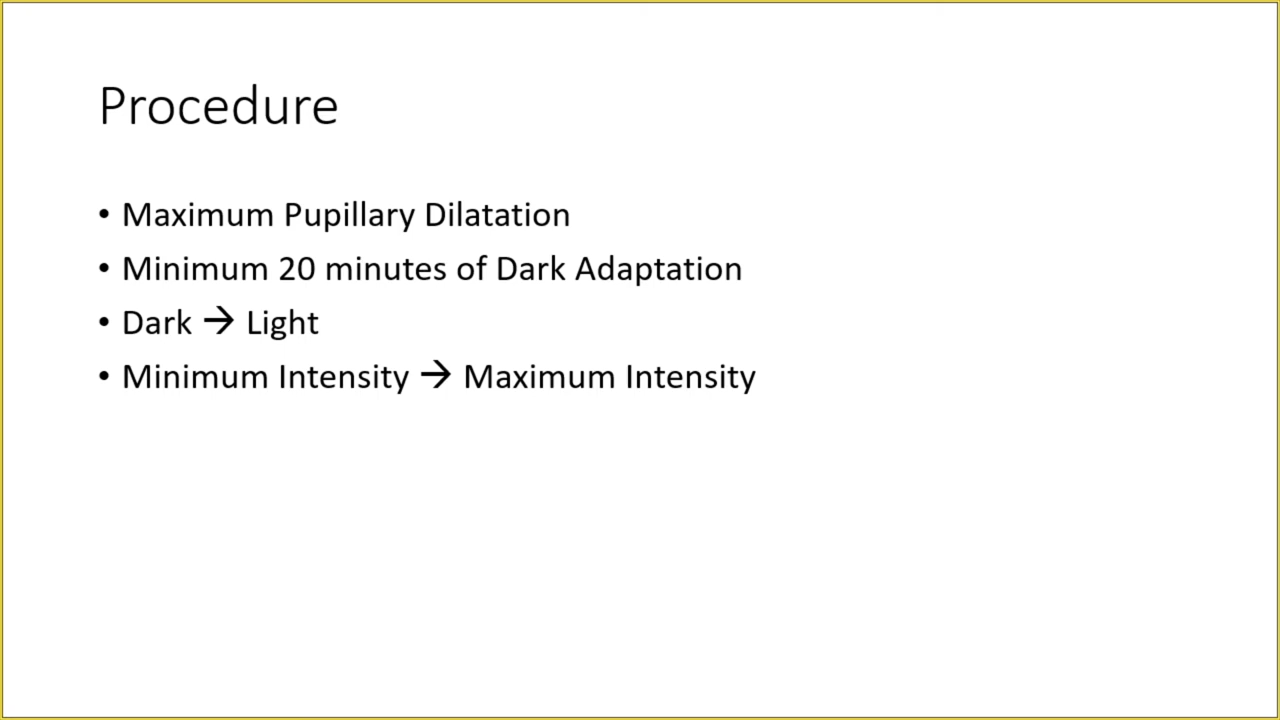 Procedure
• Maximum Pupillary Dilatation
• Minimum 20 minutes of Dark Adaptation
• Dark → Light
• Minimum Intensity → Maximum Intensity